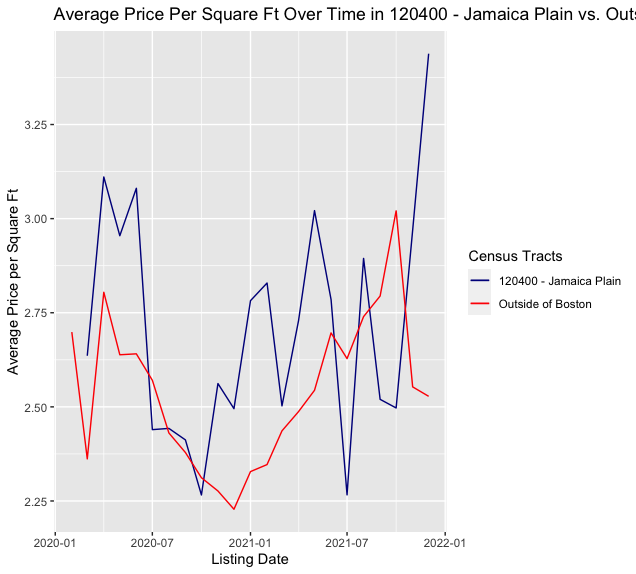 Average Price Per Square Ft Over Time in 120400 - Jamaica Plain vs.
3.25
3.00
2.75
2.50
2.25
Average Price per Square Ft
2020-01
2020-07
2021-01
2021-07
2022-01
Listing Date
Census Tracts
120400 - Jamaica Plain
Outside of Boston